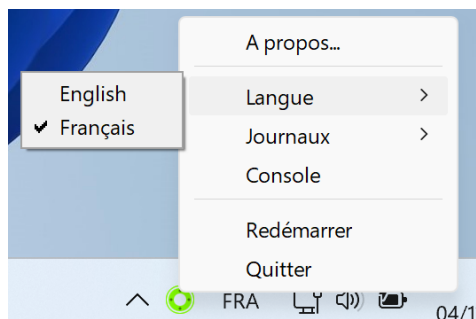 A propos...
English
Français
Langue
Journaux
Console
Redémarrer
Quitter
FRA
04/1